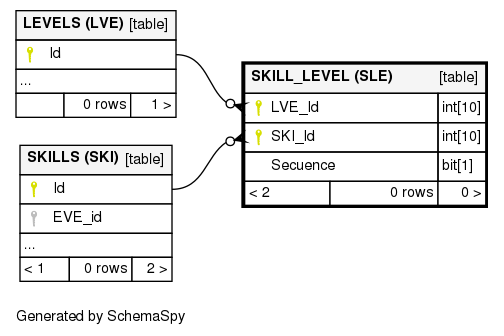 LEVELS (LVE) [table]
Id
...
0 rows 1 >
SKILL_LEVEL (SLE) [table]
LVE_Id int[10]
SKI_Id int[10]
Secuence bit[1]
< 2 0 rows 0 >
SKILLS (SKI) [table]
Id
EVE_id
...
< 1 0 rows 2 >
Generated by SchemaSpy